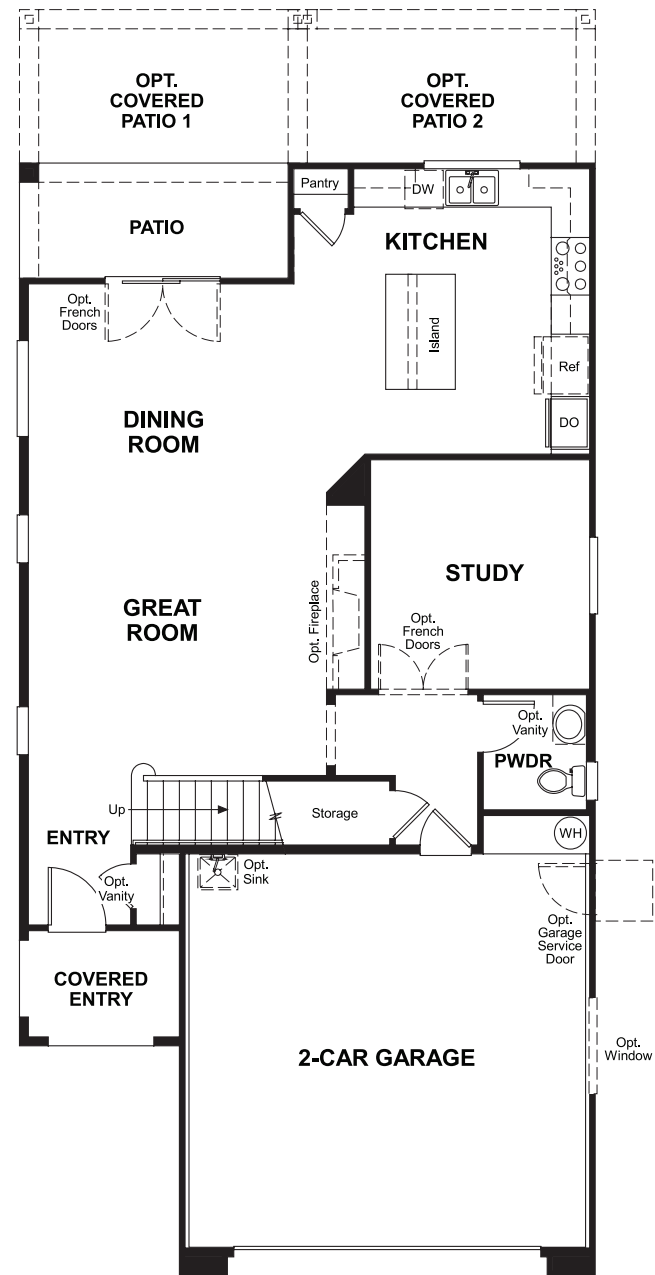 OPT.
COVERED
PATIO 1
OPT.
COVERED
PATIO 2
Pantry
DW
PATIO
KITCHEN
Opt.
French
Doors
Island
Ref
DINING
ROOM
DO
STUDY
GREAT
ROOM
Opt. Fireplace
Opt.
French
Doors
Opt.
Vanity
PWDR
Up
Storage
ENTRY
WH
Opt.
Vanity
Opt.
Sink
Opt.
Garage
Service
Door
COVERED
ENTRY
2-CAR GARAGE
Opt.
Window